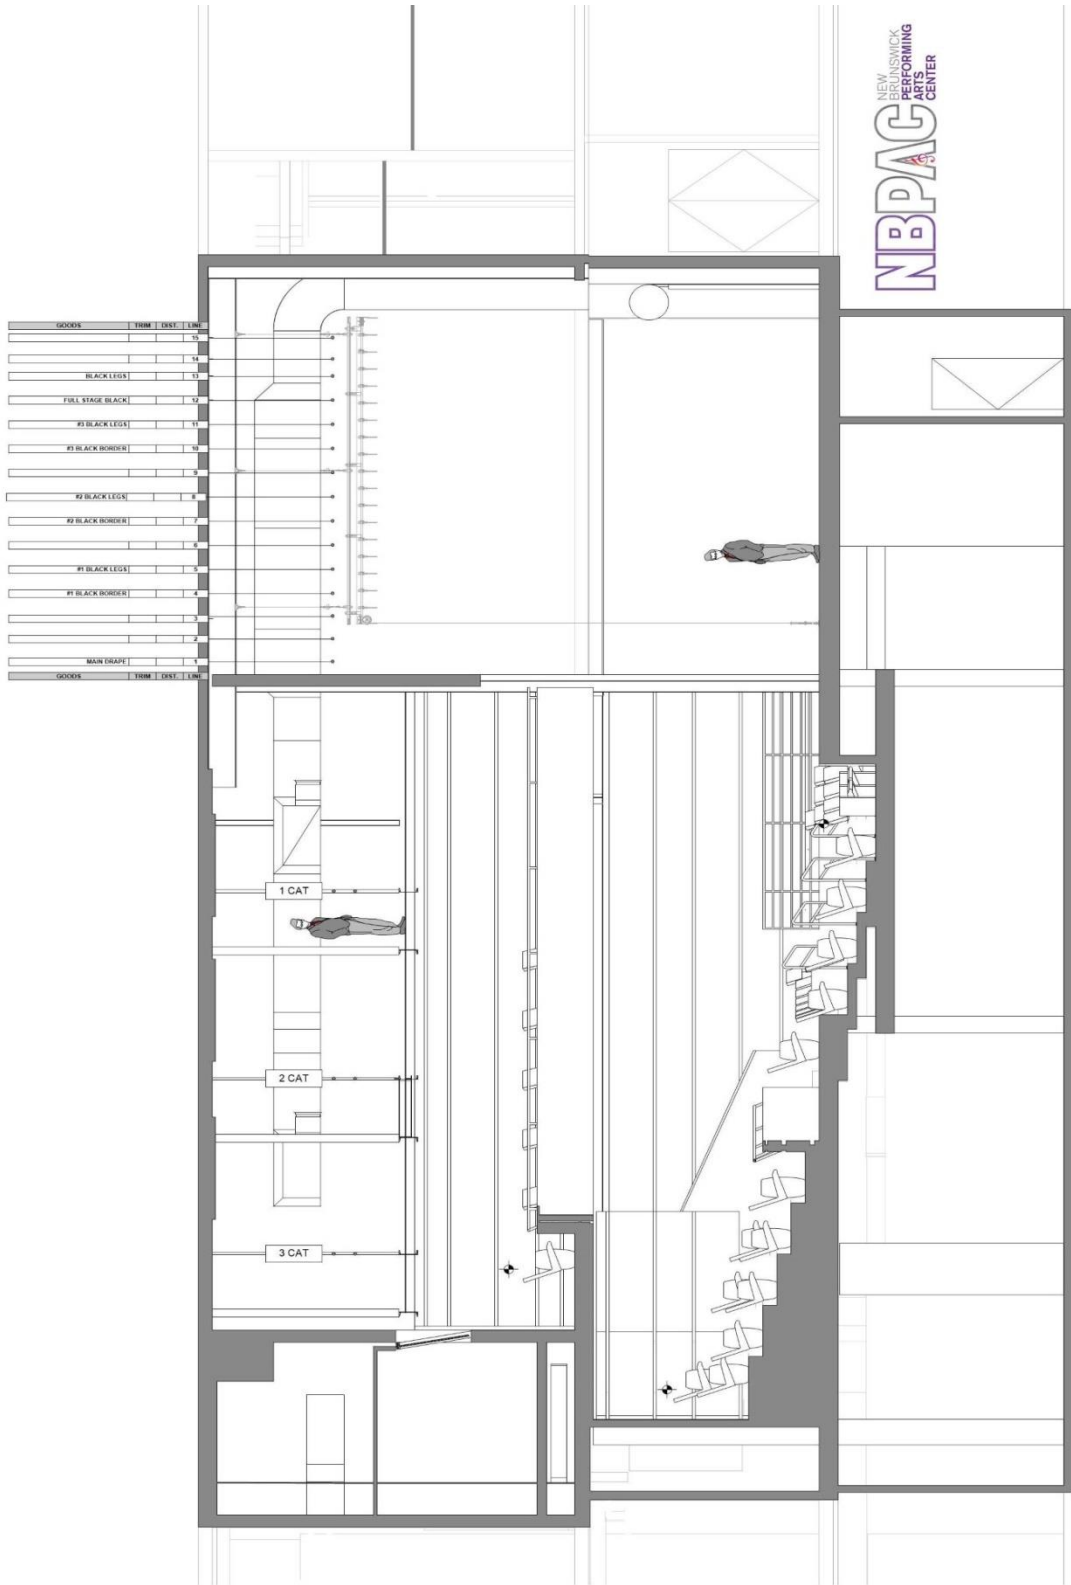 NBPAC
NEW
BRUNSWICK
PERFORMING
ARTS
CENTER
GOODS TRIM DIST. LINE
15
14
BLACK LEGS 13
FULL STAGE BLACK 12
#3 BLACK LEGS 11
#3 BLACK BORDER 10
9
#2 BLACK LEGS 8
#2 BLACK BORDER 7
6
#1 BLACK LEGS 5
#1 BLACK BORDER 4
3
2
MAIN DRAPE 1
GOODS TRIM DIST. LINE
1 CAT
2 CAT
3 CAT